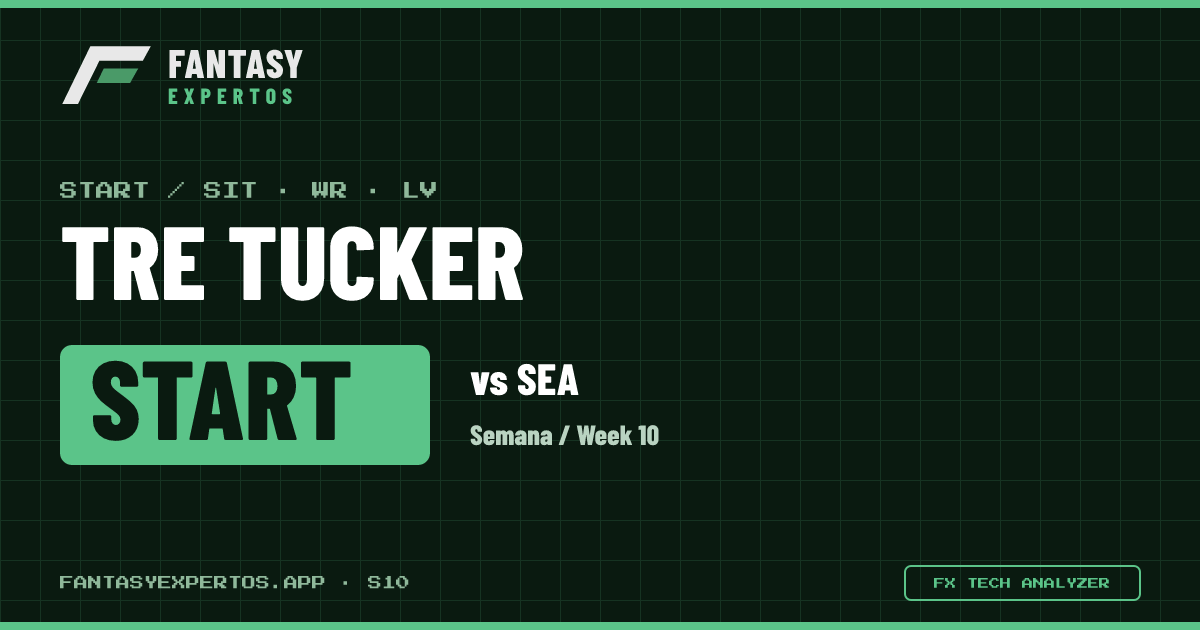 FANTASY
EXPERTOS
START / SIT · WR · LV
TRE TUCKER
START
vs SEA
Semana / Week 10
FANTASYEXPERTOS.APP · S10
FX TECH ANALYZER